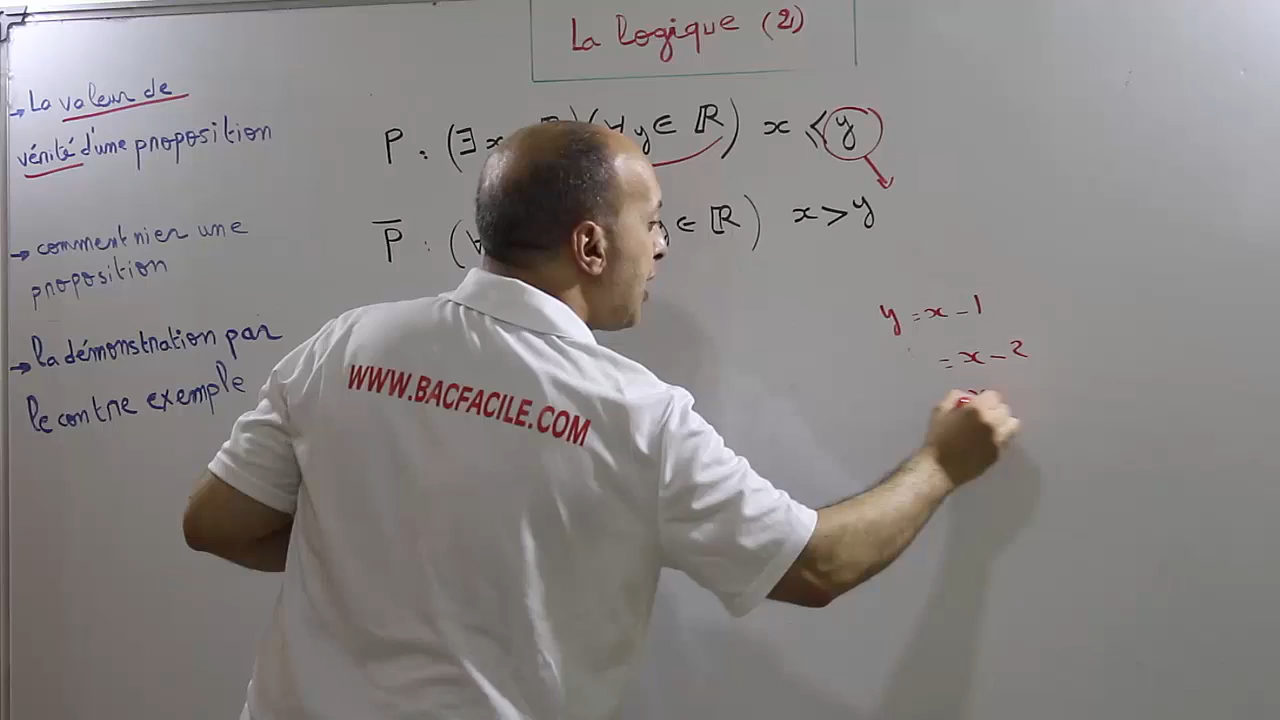 La logique (2)
→ La valeur de
vérité d'une proposition
→ comment nier une
proposition
→ la démonstration par
le contre exemple
P : (∃ x ℝ)(∀y ∈ ℝ) x ≤ y
P̅ : (∀ ∈ ℝ) x > y
y = x - 1
= x - 2
WWW.BACFACILE.COM